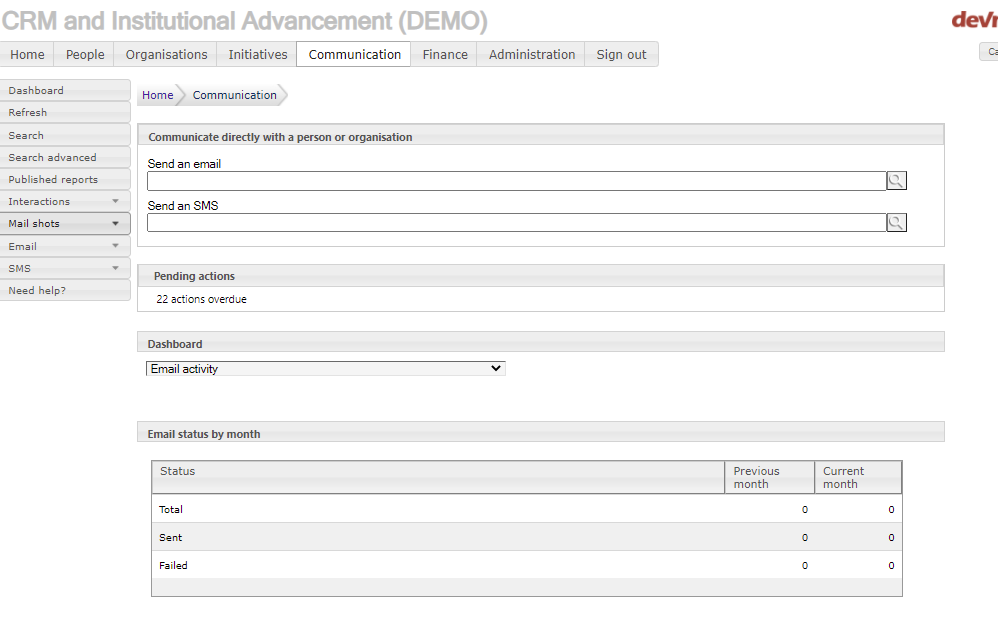 CRM and Institutional Advancement (DEMO)
Home People Organisations Initiatives Communication Finance Administration Sign out
Dashboard
Refresh
Search
Search advanced
Published reports
Interactions
Mail shots
Email
SMS
Need help?
Home Communication
Communicate directly with a person or organisation
Send an email
Send an SMS
Pending actions
22 actions overdue
Dashboard
Email activity
Email status by month
Status Previous month Current month
Total 0 0
Sent 0 0
Failed 0 0